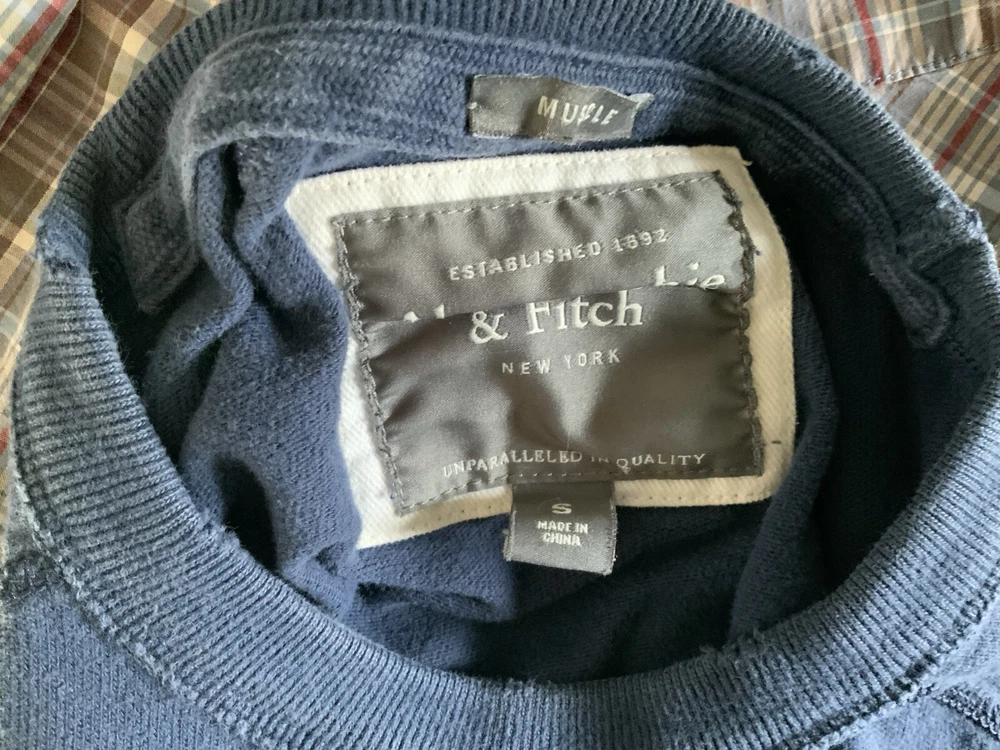 MUSCLE
ESTABLISHED 1892
& Fitch
NEW YORK
UNPARALLELED IN QUALITY
S
MADE IN
CHINA